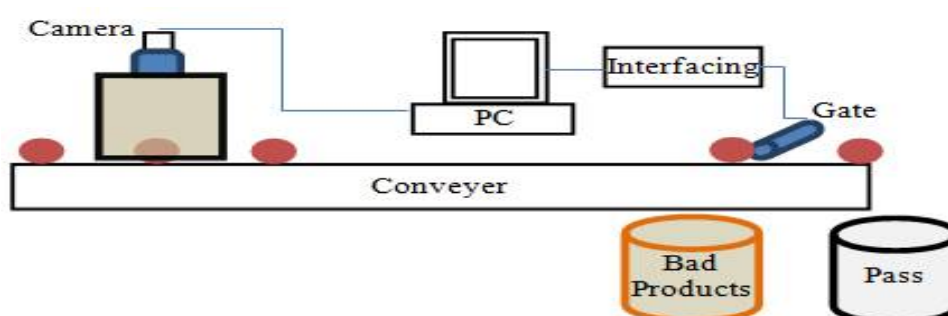 Camera
Interfacing
PC
Gate
Conveyer
Bad
Products
Pass